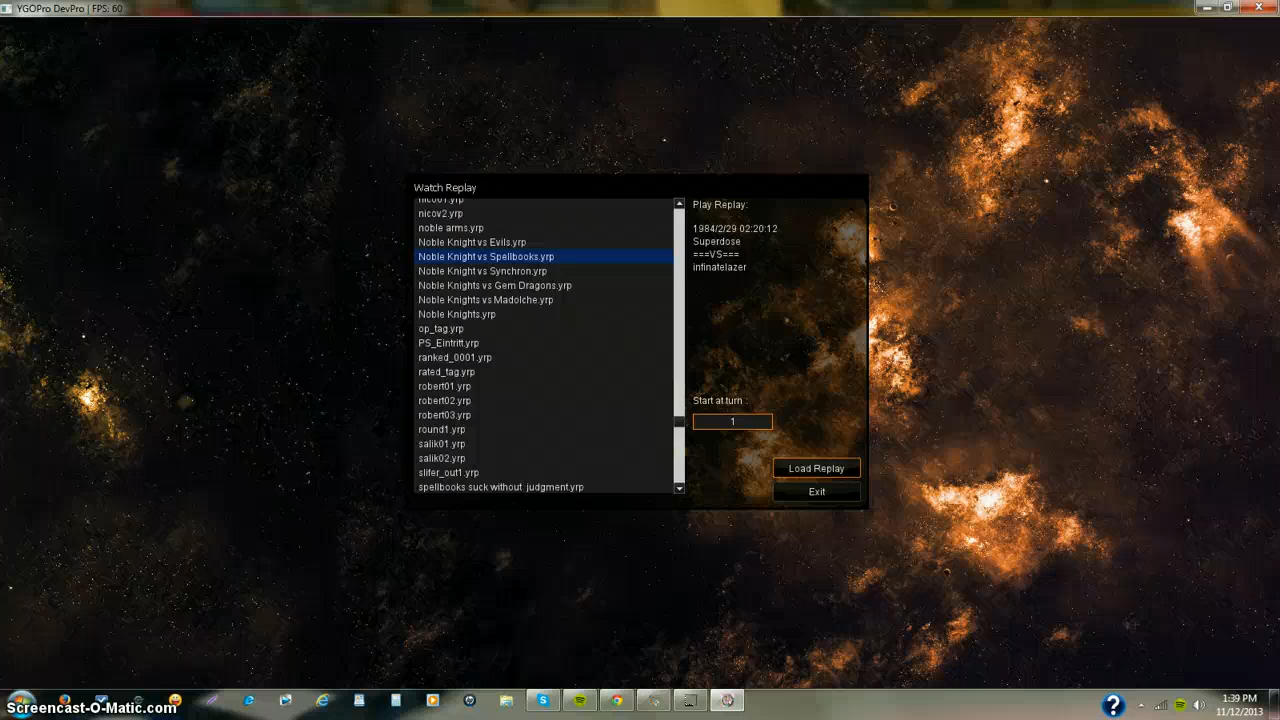 YGOPro DevPro | FPS: 60
Watch Replay
nico01.yrp
nicov2.yrp
noble arms.yrp
Noble Knight vs Evils.yrp
Noble Knight vs Spellbooks.yrp
Noble Knight vs Synchron.yrp
Noble Knights vs Gem Dragons.yrp
Noble Knights vs Madolche.yrp
Noble Knights.yrp
op_tag.yrp
PS_Eintritt.yrp
ranked_0001.yrp
rated_tag.yrp
robert01.yrp
robert02.yrp
robert03.yrp
round1.yrp
salik01.yrp
salik02.yrp
slifer_out1.yrp
spellbooks suck without judgment.yrp
Play Replay:
1984/2/29 02:20:12
Superdose
===VS===
infinatelazer
Start at turn :
1
Load Replay
Exit
Screencast-O-Matic.com
1:39 PM
11/12/2013